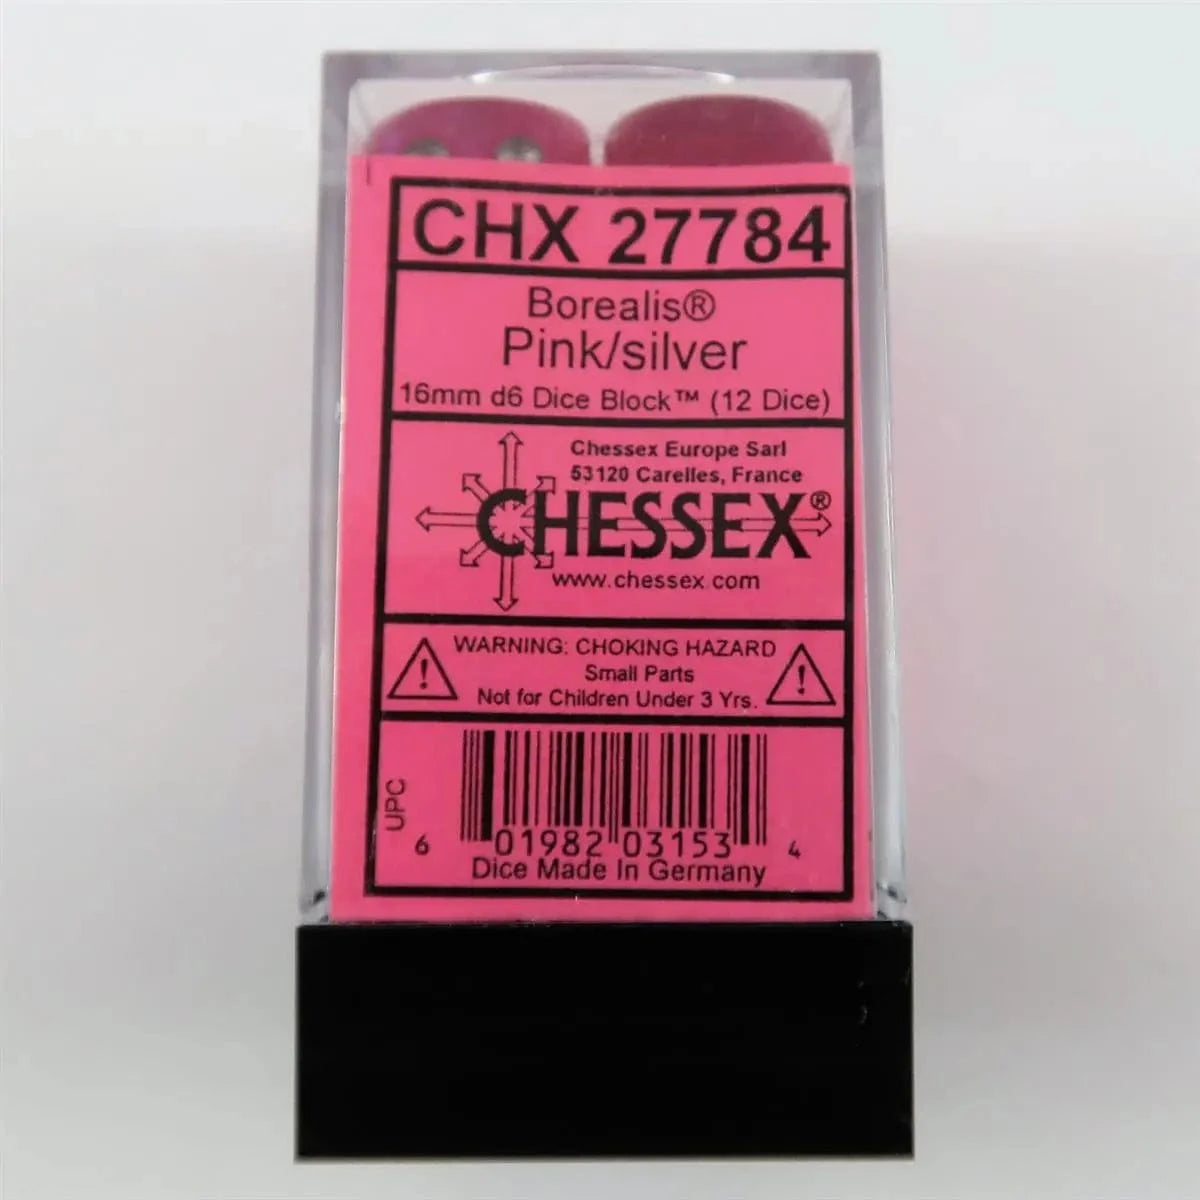 CHX 27784
Borealis®
Pink/silver
16mm d6 Dice Block™ (12 Dice)
Chessex Europe Sarl
53120 Carelles, France
CHESSEX®
www.chessex.com
WARNING: CHOKING HAZARD
Small Parts
Not for Children Under 3 Yrs.
UPC
6 01982 03153 4
Dice Made In Germany